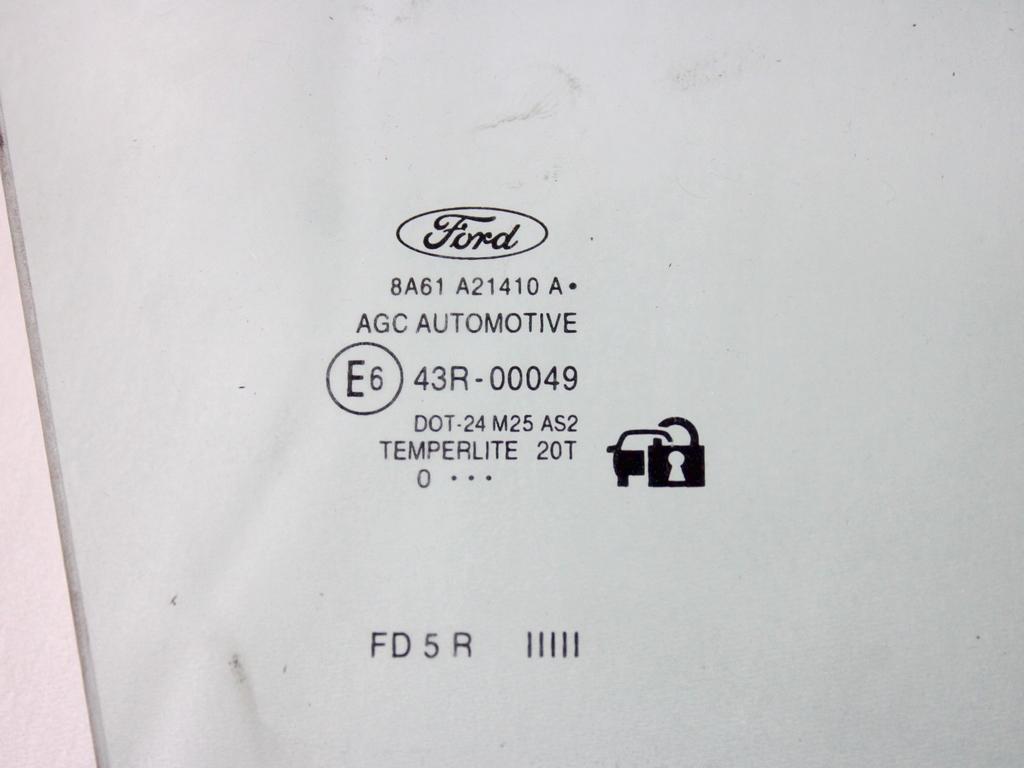 Ford
8A61 A21410 A•
AGC AUTOMOTIVE
E6 43R-00049
DOT-24 M25 AS2
TEMPERLITE 20T
0 •••
FD 5 R IIIII